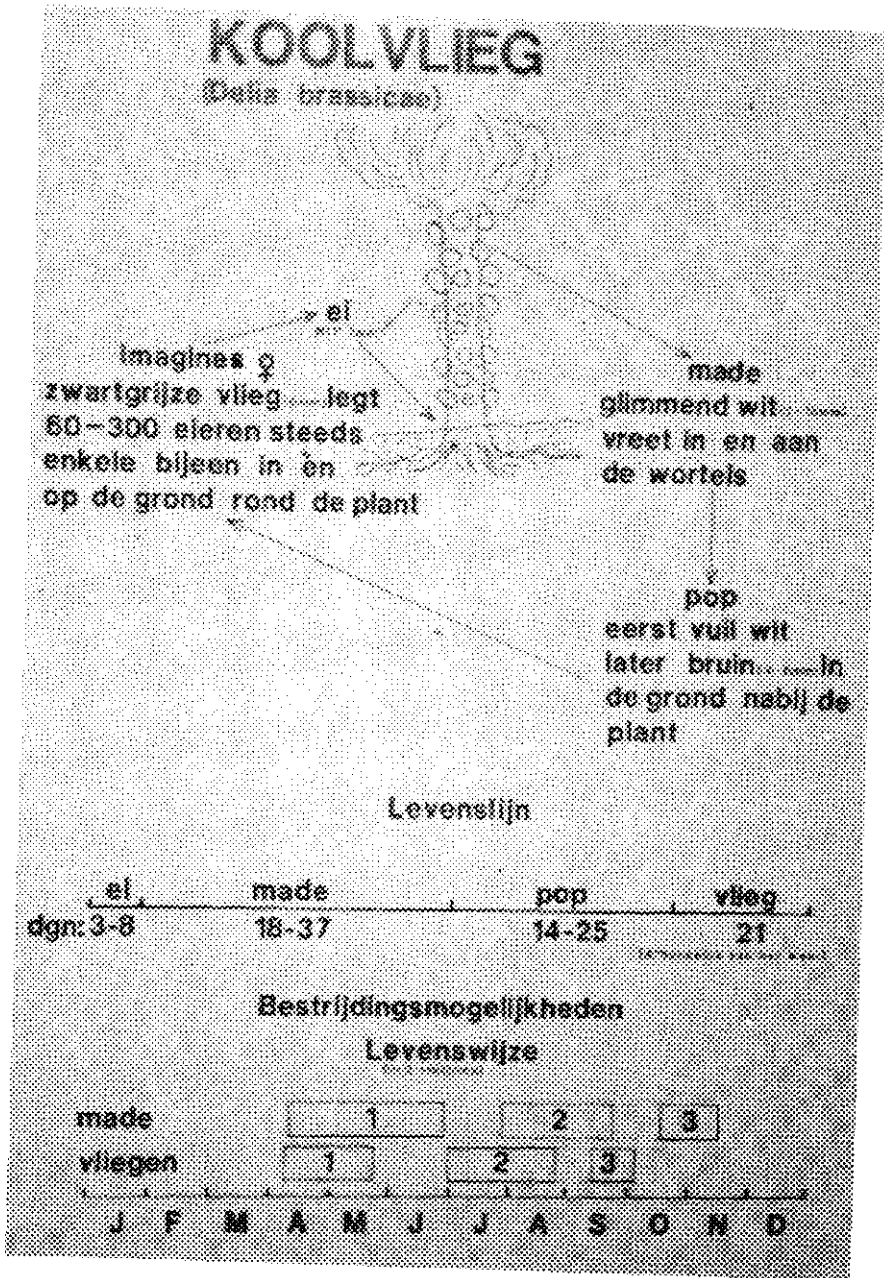 KOOLVLIEG
(Delia brassicae)
ei
imagines ♀
zwartgrijze vlieg.....legt
60-300 eieren steeds
enkele bijeen in en
op de grond rond de plant
made
glimmend wit
vreet in en aan
de wortels
pop
eerst vuil wit
later bruin.......in
de grond nabij de
plant
Levenslijn
ei made pop vlieg
dgn: 3-8 18-37 14-25 21
Bestrijdingsmogelijkheden
Levenswijze
made 1 2 3
vliegen 1 2 3
J F M A M J J A S O N D